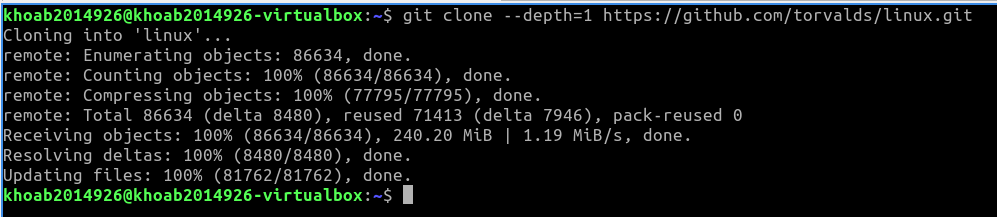 khoab2014926@khoab2014926-virtualbox:~$ git clone --depth=1 https://github.com/torvalds/linux.git
Cloning into 'linux'...
remote: Enumerating objects: 86634, done.
remote: Counting objects: 100% (86634/86634), done.
remote: Compressing objects: 100% (77795/77795), done.
remote: Total 86634 (delta 8480), reused 71413 (delta 7946), pack-reused 0
Receiving objects: 100% (86634/86634), 240.20 MiB | 1.19 MiB/s, done.
Resolving deltas: 100% (8480/8480), done.
Updating files: 100% (81762/81762), done.
khoab2014926@khoab2014926-virtualbox:~$